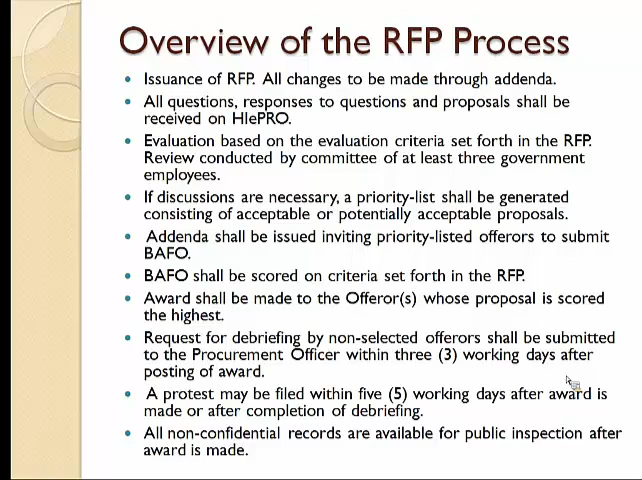 Overview of the RFP Process
• Issuance of RFP. All changes to be made through addenda.
• All questions, responses to questions and proposals shall be
received on HIePRO.
• Evaluation based on the evaluation criteria set forth in the RFP.
Review conducted by committee of at least three government
employees.
• If discussions are necessary, a priority-list shall be generated
consisting of acceptable or potentially acceptable proposals.
• Addenda shall be issued inviting priority-listed offerors to submit
BAFO.
• BAFO shall be scored on criteria set forth in the RFP.
• Award shall be made to the Offeror(s) whose proposal is scored
the highest.
• Request for debriefing by non-selected offerors shall be submitted
to the Procurement Officer within three (3) working days after
posting of award.
• A protest may be filed within five (5) working days after award is
made or after completion of debriefing.
• All non-confidential records are available for public inspection after
award is made.